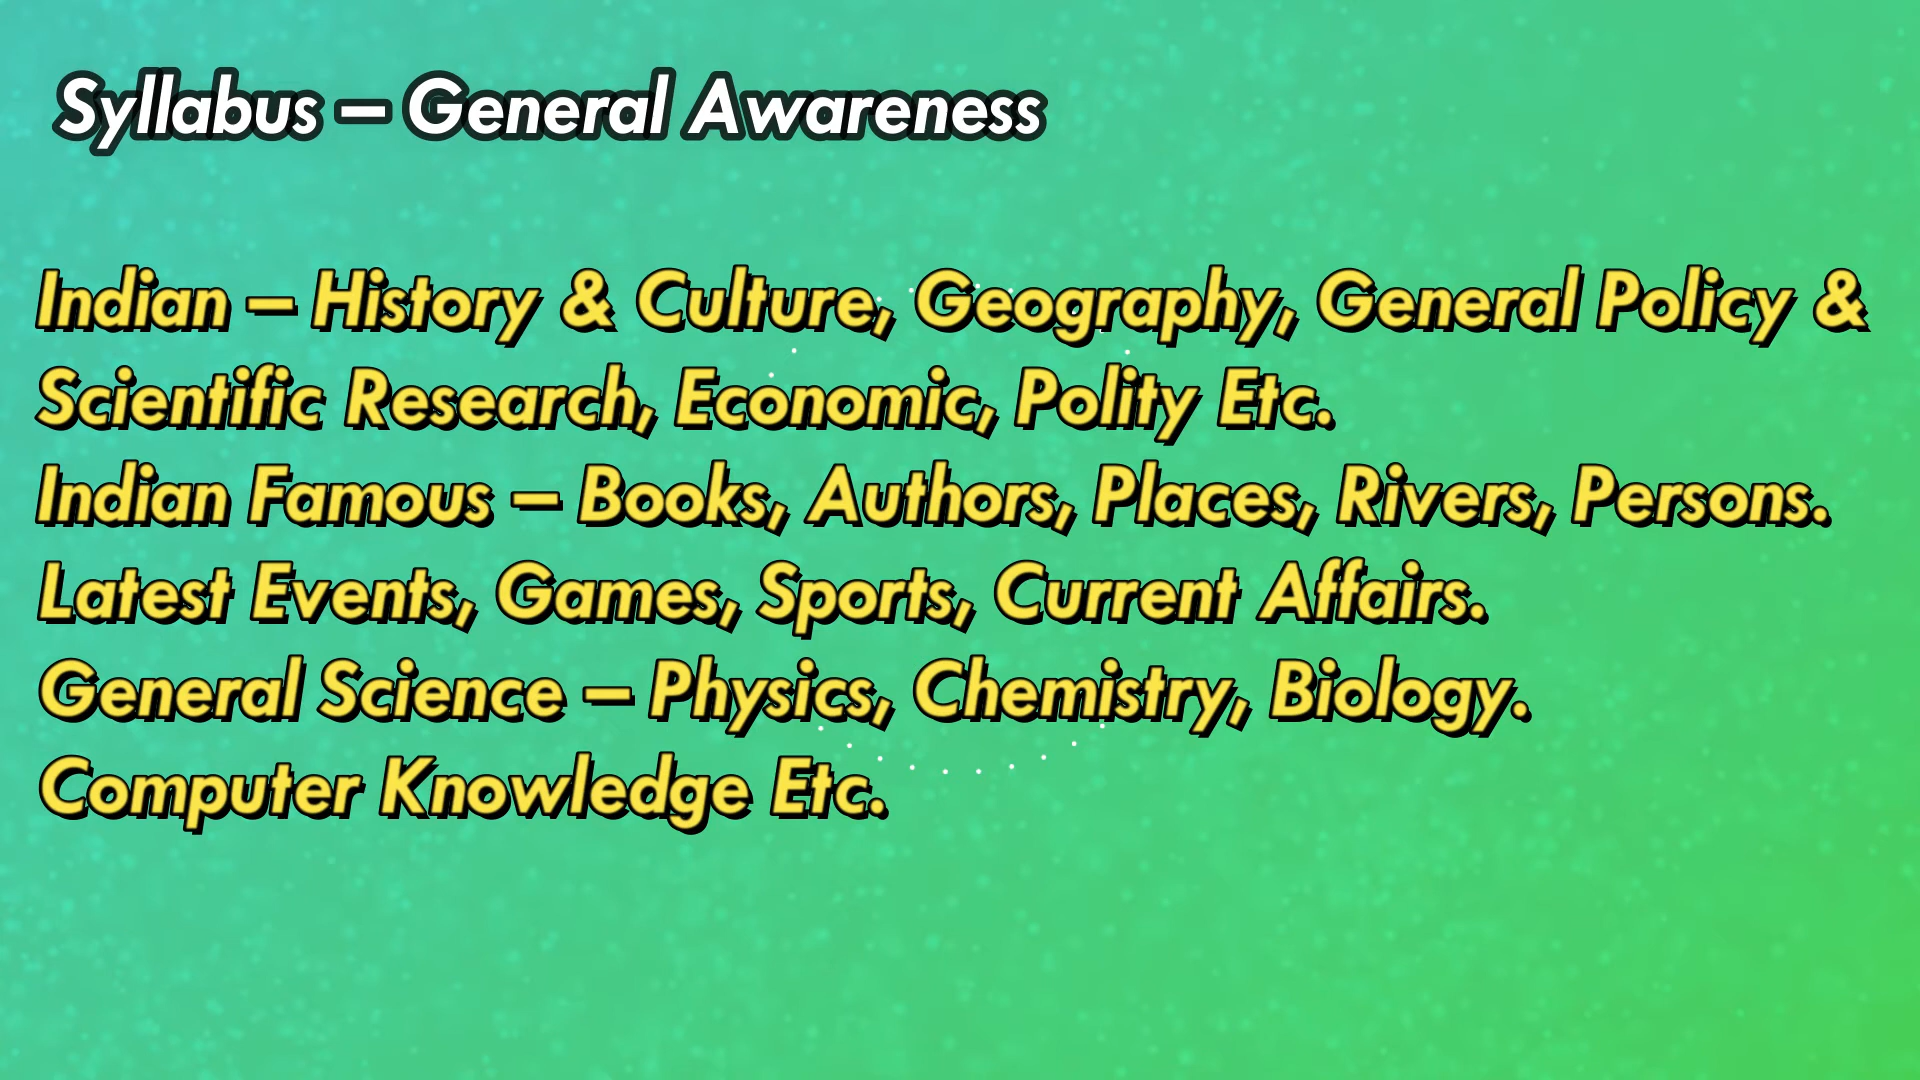 Syllabus – General Awareness
Indian – History & Culture, Geography, General Policy &
Scientific Research, Economic, Polity Etc.
Indian Famous – Books, Authors, Places, Rivers, Persons.
Latest Events, Games, Sports, Current Affairs.
General Science – Physics, Chemistry, Biology.
Computer Knowledge Etc.